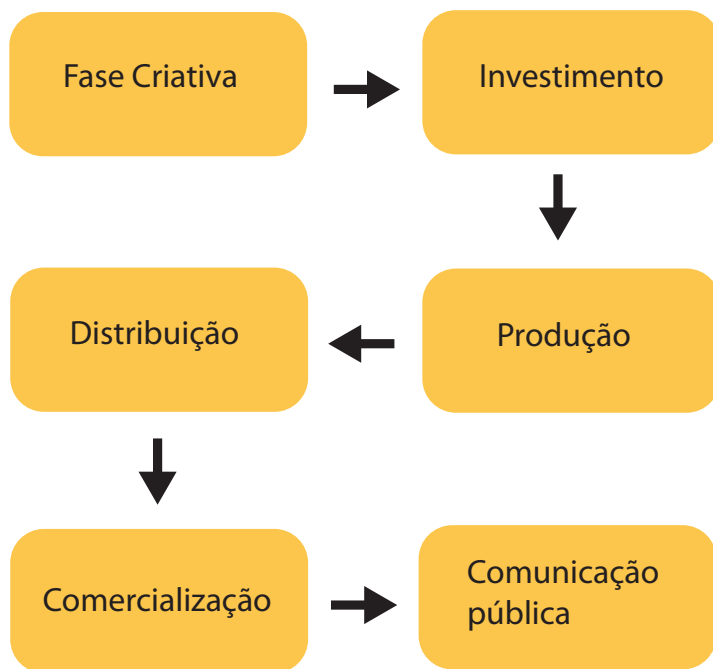 Fase Criativa
Investimento
Produção
Distribuição
Comercialização
Comunicação
pública